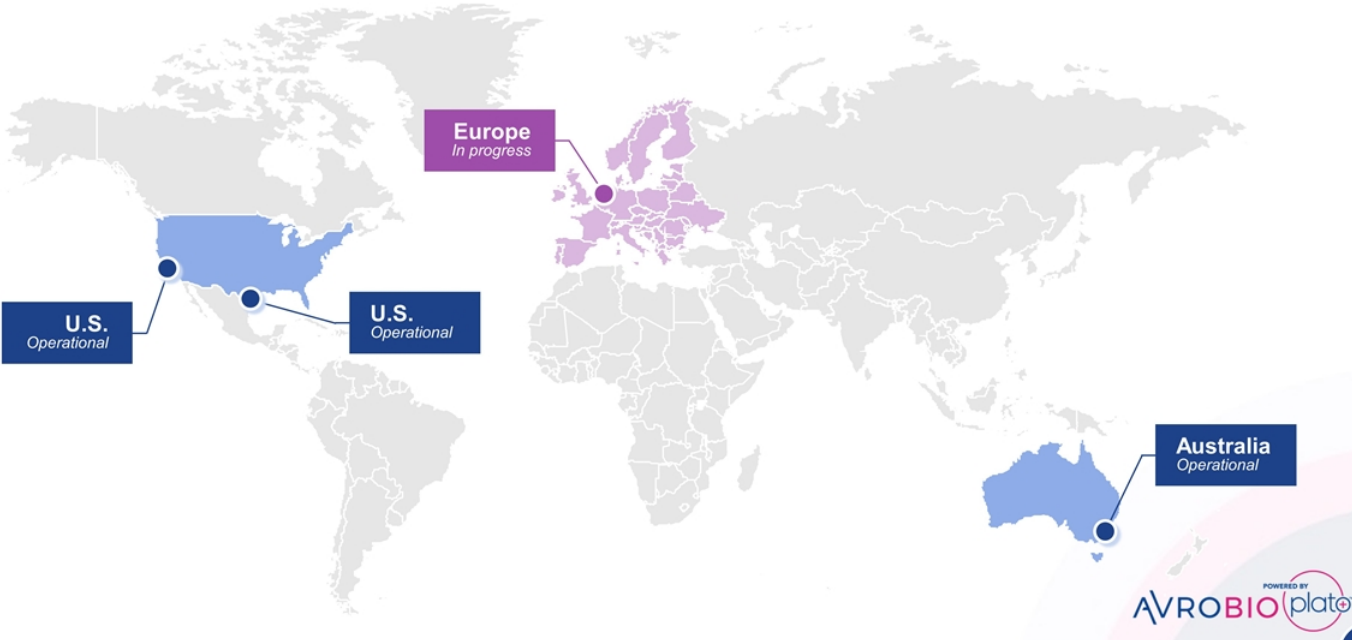 Europe
In progress
U.S.
Operational
U.S.
Operational
Australia
Operational
POWERED BY
AVROBIO plato